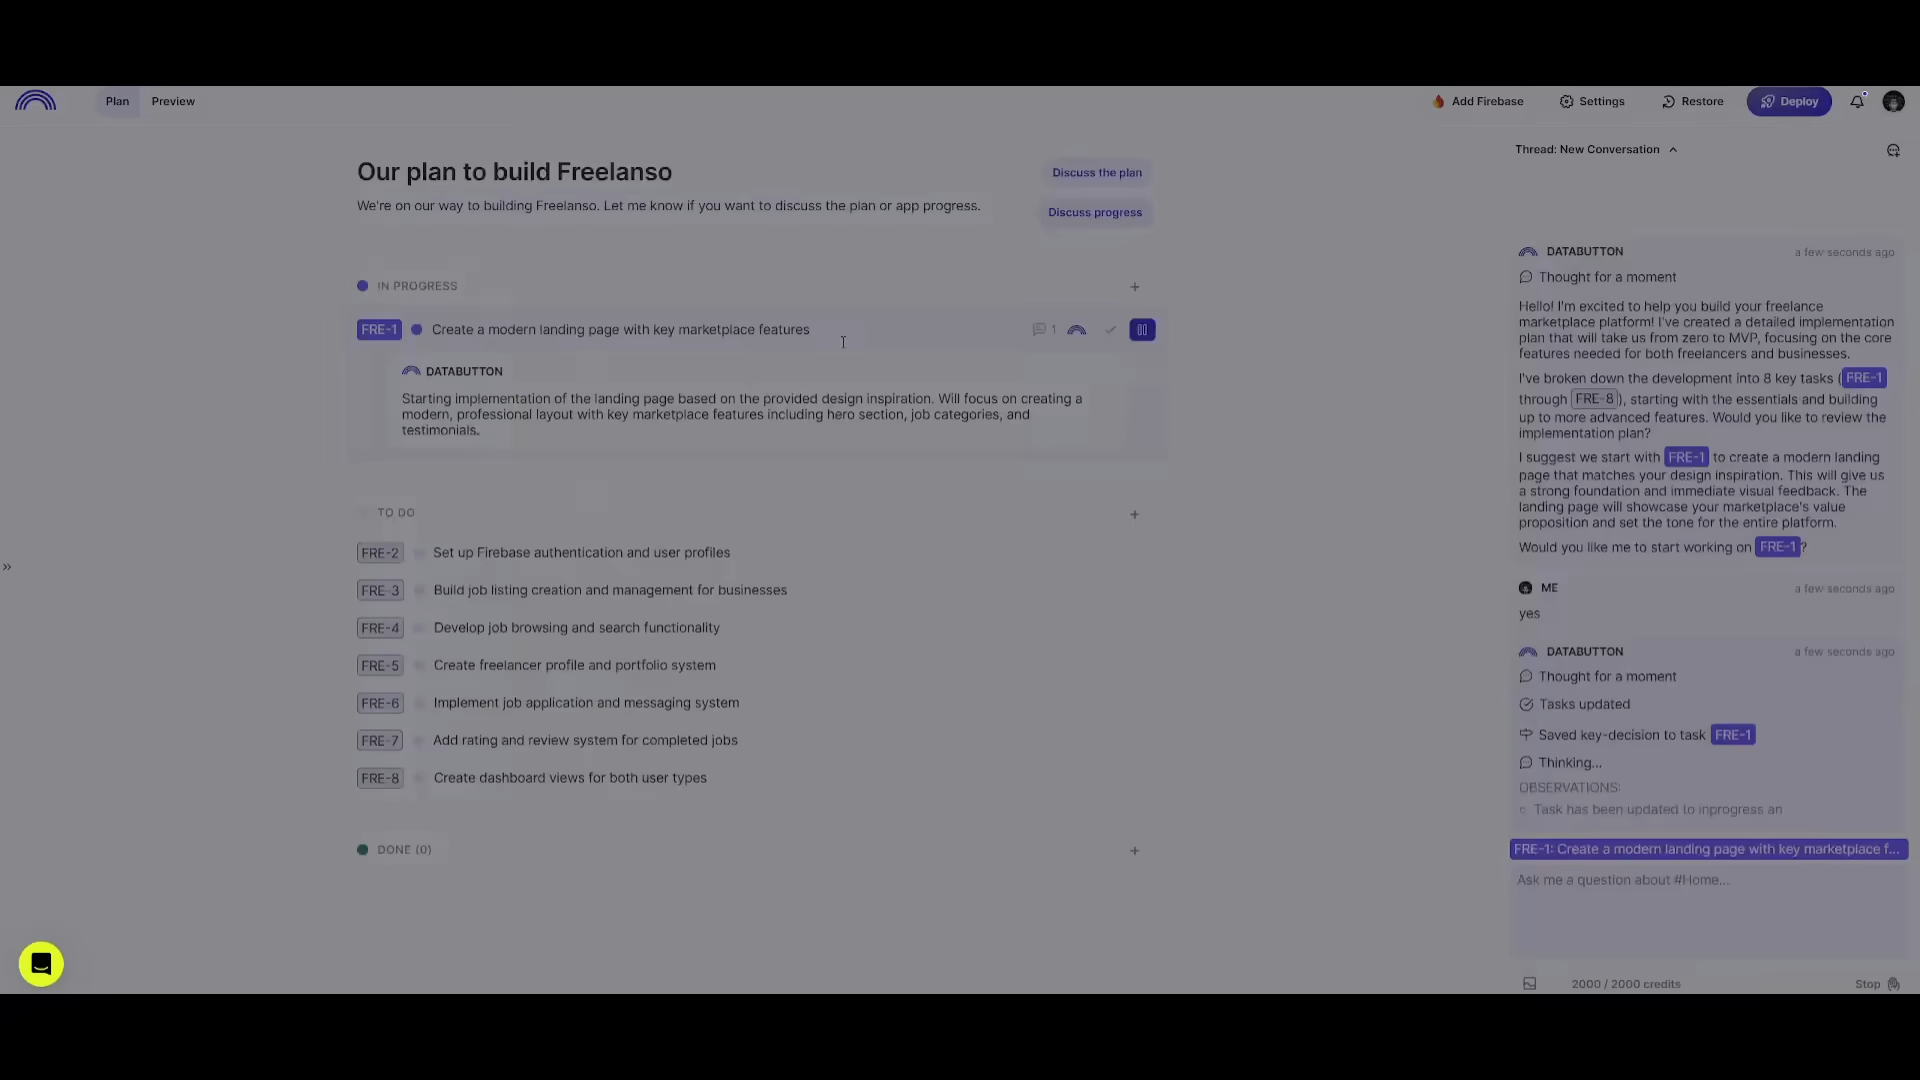 Plan
Preview
Add Firebase
Settings
Restore
Deploy
Our plan to build Freelanso
We're on our way to building Freelanso. Let me know if you want to discuss the plan or app progress.
Discuss the plan
Discuss progress
IN PROGRESS
+
FRE-1 Create a modern landing page with key marketplace features
1
DATABUTTON
Starting implementation of the landing page based on the provided design inspiration. Will focus on creating a
modern, professional layout with key marketplace features including hero section, job categories, and
testimonials.
TO DO
+
FRE-2 Set up Firebase authentication and user profiles
FRE-3 Build job listing creation and management for businesses
FRE-4 Develop job browsing and search functionality
FRE-5 Create freelancer profile and portfolio system
FRE-6 Implement job application and messaging system
FRE-7 Add rating and review system for completed jobs
FRE-8 Create dashboard views for both user types
DONE (0)
+
Thread: New Conversation
DATABUTTON a few seconds ago
Thought for a moment
Hello! I'm excited to help you build your freelance
marketplace platform! I've created a detailed implementation
plan that will take us from zero to MVP, focusing on the core
features needed for both freelancers and businesses.
I've broken down the development into 8 key tasks (FRE-1
through FRE-8), starting with the essentials and building
up to more advanced features. Would you like to review the
implementation plan?
I suggest we start with FRE-1 to create a modern landing
page that matches your design inspiration. This will give us
a strong foundation and immediate visual feedback. The
landing page will showcase your marketplace's value
proposition and set the tone for the entire platform.
Would you like me to start working on FRE-1?
ME a few seconds ago
yes
DATABUTTON a few seconds ago
Thought for a moment
Tasks updated
Saved key-decision to task FRE-1
Thinking...
OBSERVATIONS:
Task has been updated to inprogress an
FRE-1: Create a modern landing page with key marketplace f...
Ask me a question about #Home...
2000 / 2000 credits
Stop